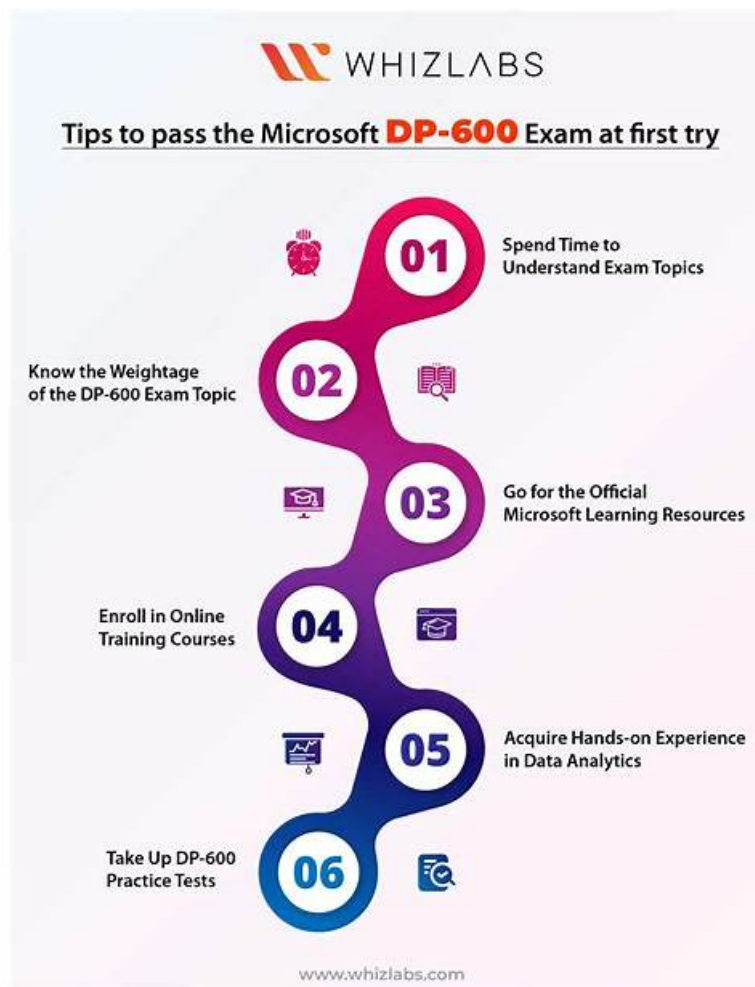 WHIZLABS
Tips to pass the Microsoft DP-600 Exam at first try
01
Spend Time to
Understand Exam Topics
02
Know the Weightage
of the DP-600 Exam Topic
03
Go for the Official
Microsoft Learning Resources
04
Enroll in Online
Training Courses
05
Acquire Hands-on Experience
in Data Analytics
06
Take Up DP-600
Practice Tests
www.whizlabs.com